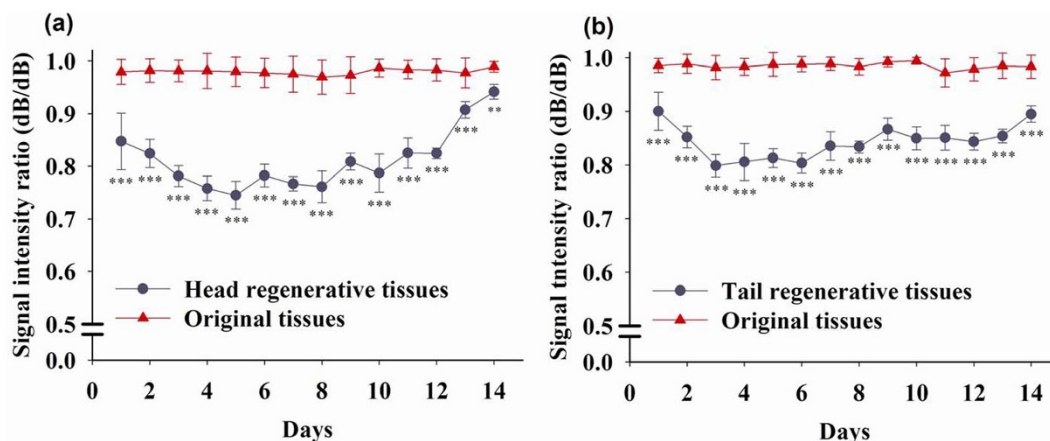 (a)
Signal intensity ratio (dB/dB)
1.0
0.9
0.8
0.7
0.6
0.5
0.0
*** *** *** *** *** *** *** *** *** *** *** *** *** **
Head regenerative tissues
Original tissues
0 2 4 6 8 10 12 14
Days
(b)
Signal tntensity ratio (dB/dB)
1.0
0.9
0.8
0.7
0.6
0.5
0.0
*** *** *** *** *** *** *** *** *** *** *** *** *** ***
Tail regenerative tissues
Original tissues
0 2 4 6 8 10 12 14
Days